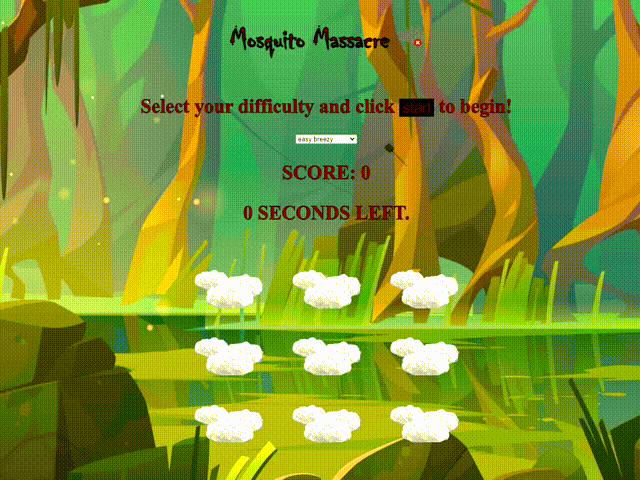 Mosquito Massacre
Select your difficulty and click start to begin!
easy breezy
SCORE: 0
0 SECONDS LEFT.